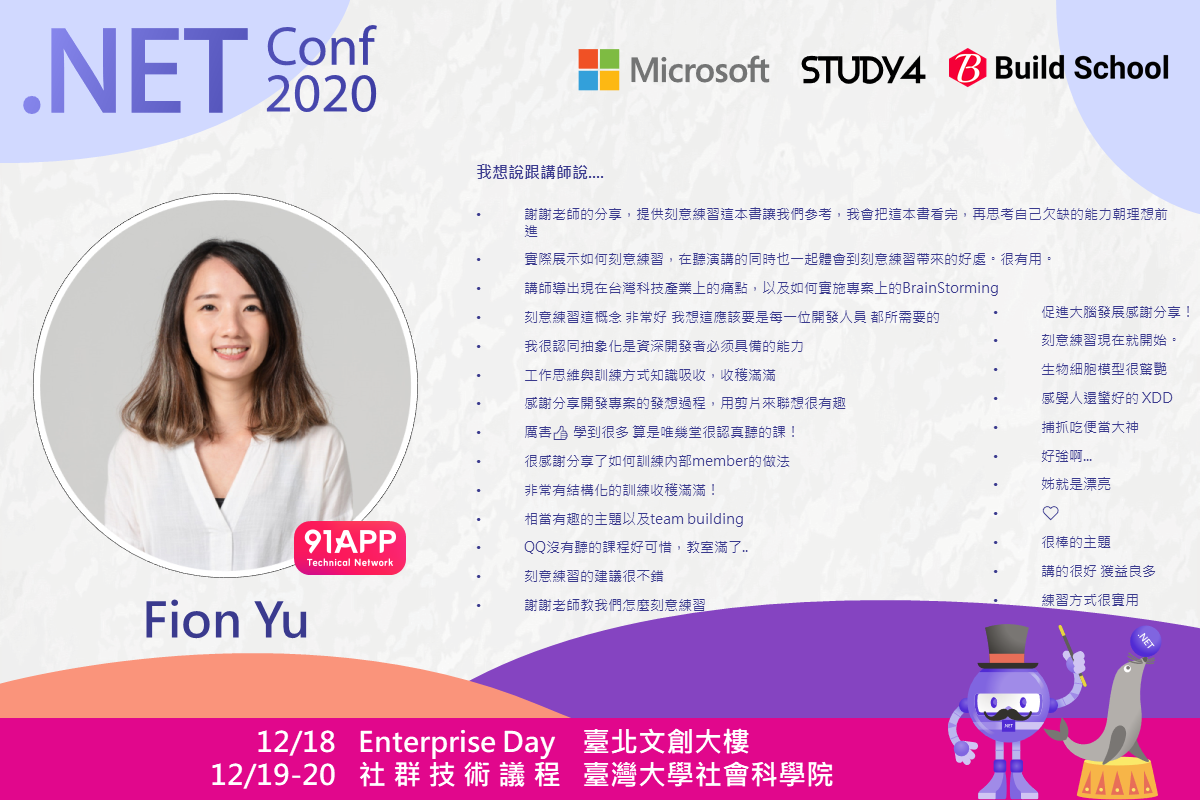 .NET Conf 2020
Microsoft
STUDY4
Build School
我想說跟講師說....
• 謝謝老師的分享，提供刻意練習這本書讓我們參考，我會把這本書看完，再思考自己欠缺的能力朝理想前
進
• 實際展示如何刻意練習，在聽演講的同時也一起體會到刻意練習帶來的好處。很有用。
• 講師導出現在台灣科技產業上的痛點，以及如何實施專案上的BrainStorming
• 刻意練習這概念 非常好 我想這應該要是每一位開發人員 都所需要的
• 我很認同抽象化是資深開發者必須具備的能力
• 工作思維與訓練方式知識吸收，收穫滿滿
• 感謝分享開發專案的發想過程，用剪片來聯想很有趣
• 厲害👍 學到很多 算是唯幾堂很認真聽的課！
• 很感謝分享了如何訓練內部member的做法
• 非常有結構化的訓練收穫滿滿！
• 相當有趣的主題以及team building
• QQ沒有聽的課程好可惜，教室滿了..
• 刻意練習的建議很不錯
• 謝謝老師教我們怎麼刻意練習
• 促進大腦發展感謝分享！
• 刻意練習現在就開始。
• 生物細胞模型很驚艷
• 感覺人還蠻好的 XDD
• 捕抓吃便當大神
• 好強啊...
• 姊就是漂亮
• ♡
• 很棒的主題
• 講的很好 獲益良多
• 練習方式很實用
91APP
Technical Network
Fion Yu
.NET
.NET
12/18 Enterprise Day 臺北文創大樓
12/19-20 社群技術議程 臺灣大學社會科學院